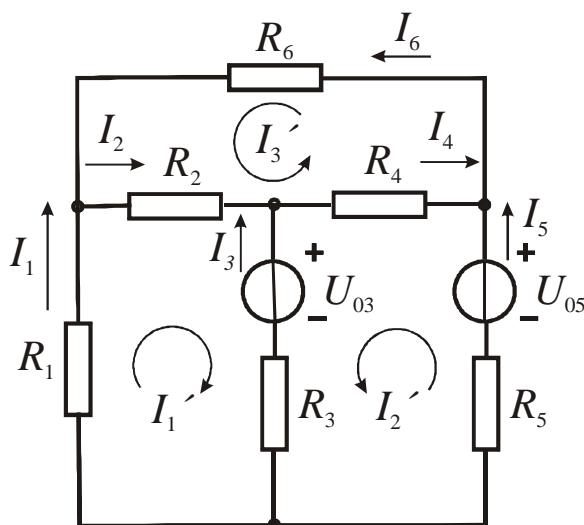 R₆
I₆
I₂
I₃′
I₄
R₂
R₄
I₁
I₃
I₅
+
+
U₀₃
U₀₅
−
−
R₁
R₃
R₅
I₁′
I₂′